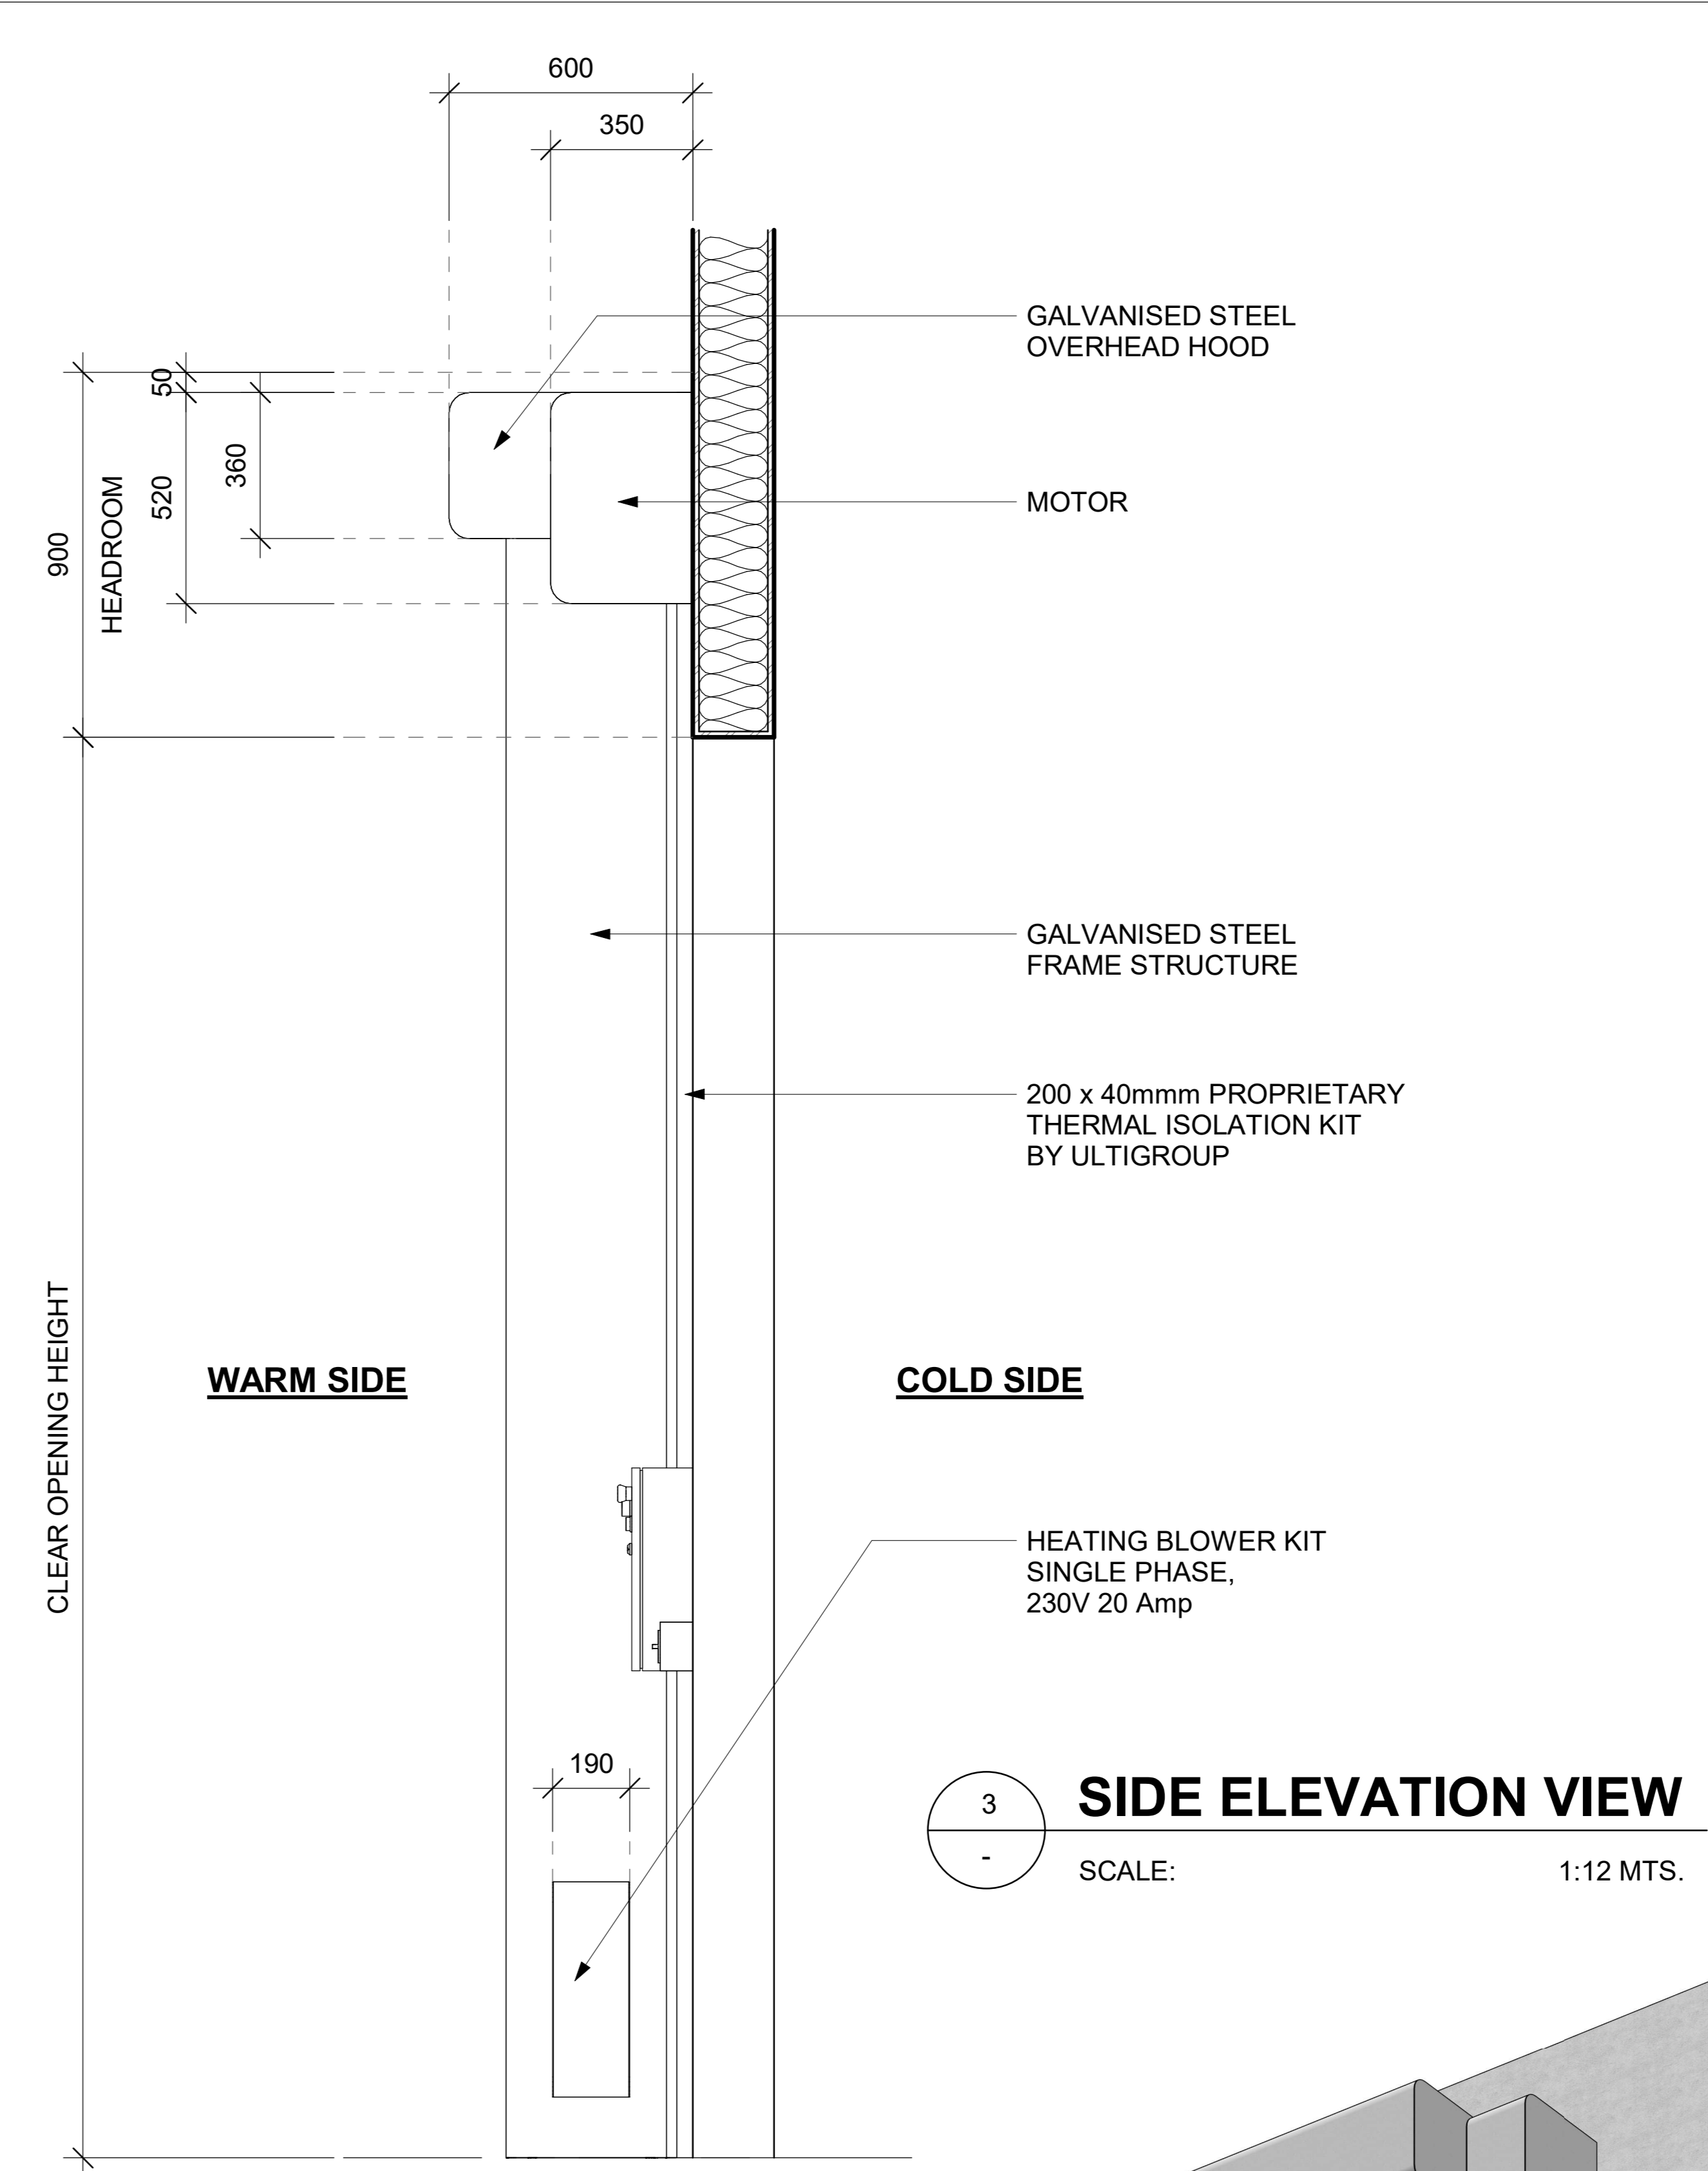 600
350
GALVANISED STEEL
OVERHEAD HOOD
50
360
520
HEADROOM
900
MOTOR
GALVANISED STEEL
FRAME STRUCTURE
200 x 40mmm PROPRIETARY
THERMAL ISOLATION KIT
BY ULTIGROUP
CLEAR OPENING HEIGHT
WARM SIDE
COLD SIDE
HEATING BLOWER KIT
SINGLE PHASE,
230V 20 Amp
190
3
SIDE ELEVATION VIEW
-
SCALE: 1:12 MTS.